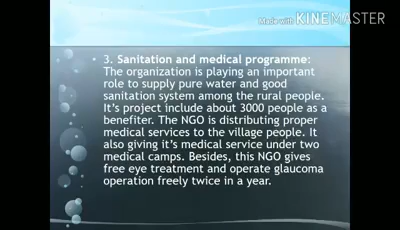 Made with KINEMASTER
• 3. Sanitation and medical programme:
The organization is playing an important
role to supply pure water and good
sanitation system among the rural people.
It's project include about 3000 people as a
benefiter. The NGO is distributing proper
medical services to the village people. It
also giving it's medical service under two
medical camps. Besides, this NGO gives
free eye treatment and operate glaucoma
operation freely twice in a year.